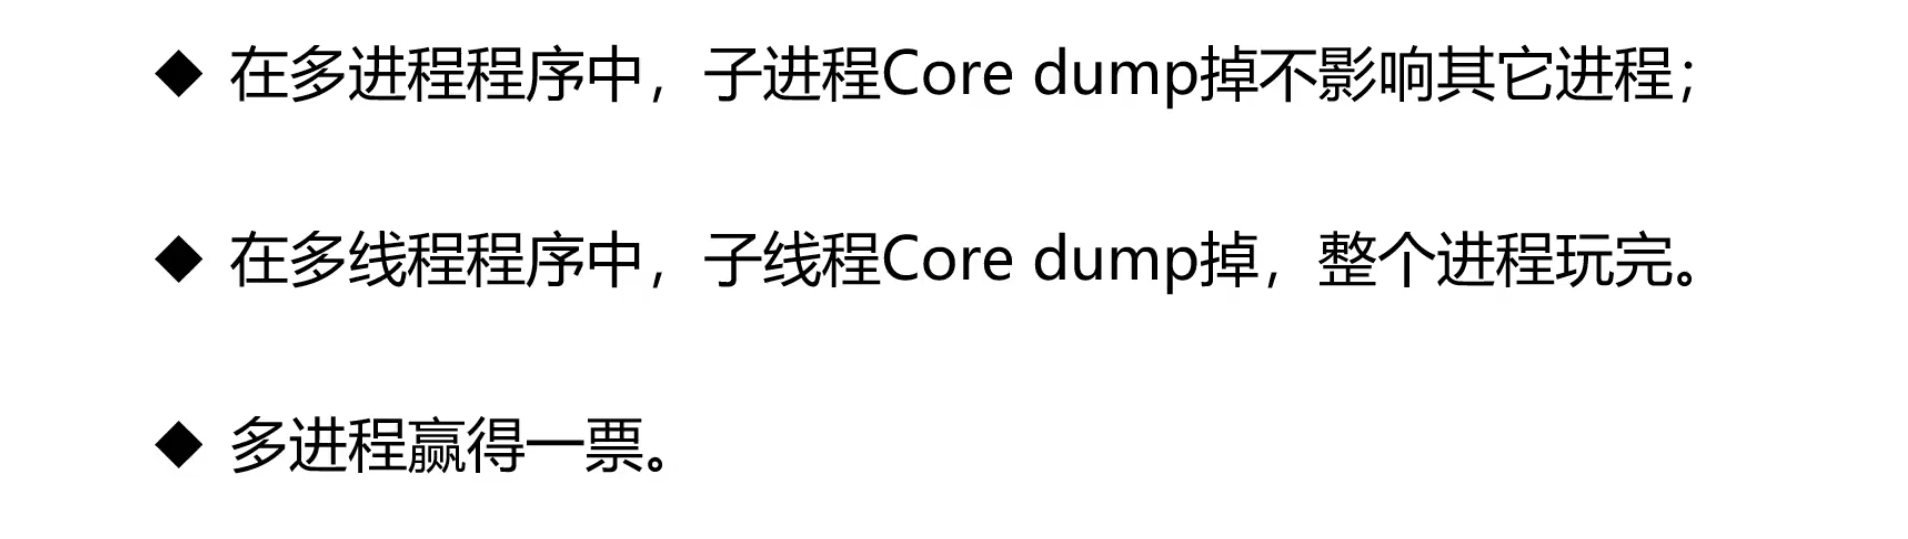 ◆ 在多进程程序中，子进程Core dump掉不影响其它进程；
◆ 在多线程程序中，子线程Core dump掉，整个进程玩完。
◆ 多进程赢得一票。